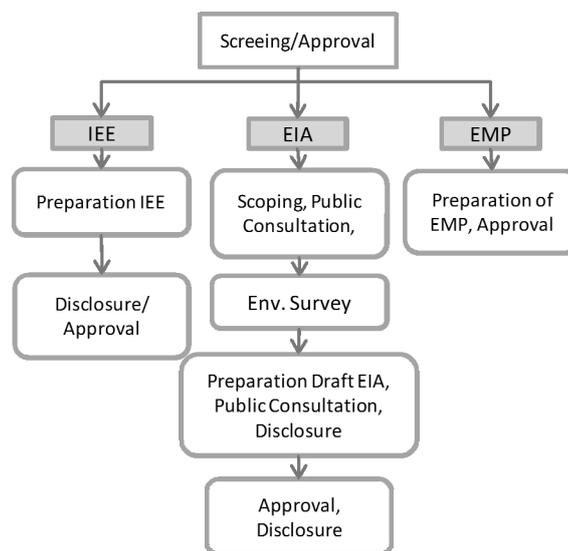 Screeing/Approval
IEE
EIA
EMP
Preparation IEE
Scoping, Public
Consultation,
Preparation of
EMP, Approval
Disclosure/
Approval
Env. Survey
Preparation Draft EIA,
Public Consultation,
Disclosure
Approval,
Disclosure